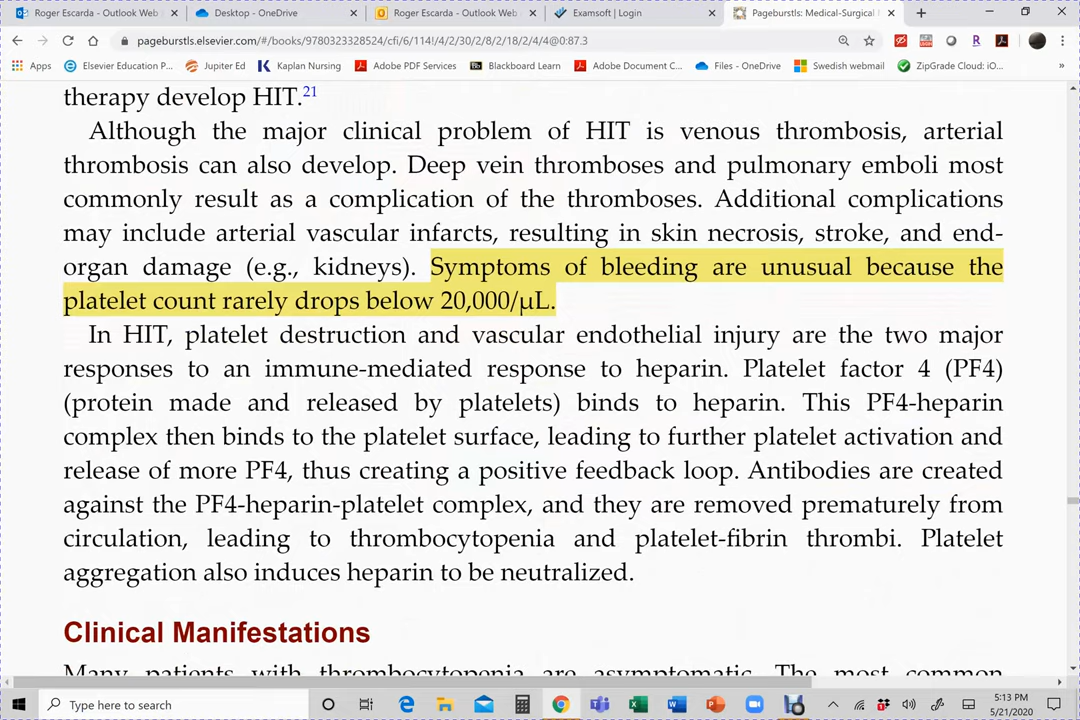 Roger Escarda - Outlook Web
Desktop - OneDrive
Roger Escarda - Outlook Web
Examsoft | Login
Pageburstls: Medical-Surgical
pageburstls.elsevier.com/#/books/9780323328524/cfi/6/114!/4/2/30/2/8/2/18/2/4/4@0:87.3
Apps
Elsevier Education P...
Jupiter Ed
Kaplan Nursing
Adobe PDF Services
Blackboard Learn
Adobe Document C...
Files - OneDrive
Swedish webmail
ZipGrade Cloud: iO...
therapy develop HIT.21
Although the major clinical problem of HIT is venous thrombosis, arterial
thrombosis can also develop. Deep vein thromboses and pulmonary emboli most
commonly result as a complication of the thromboses. Additional complications
may include arterial vascular infarcts, resulting in skin necrosis, stroke, and end-
organ damage (e.g., kidneys). Symptoms of bleeding are unusual because the
platelet count rarely drops below 20,000/μL.
In HIT, platelet destruction and vascular endothelial injury are the two major
responses to an immune-mediated response to heparin. Platelet factor 4 (PF4)
(protein made and released by platelets) binds to heparin. This PF4-heparin
complex then binds to the platelet surface, leading to further platelet activation and
release of more PF4, thus creating a positive feedback loop. Antibodies are created
against the PF4-heparin-platelet complex, and they are removed prematurely from
circulation, leading to thrombocytopenia and platelet-fibrin thrombi. Platelet
aggregation also induces heparin to be neutralized.
Clinical Manifestations
Many patients with thrombocytopenia are asymptomatic. The most common
Type here to search
5:13 PM
5/21/2020